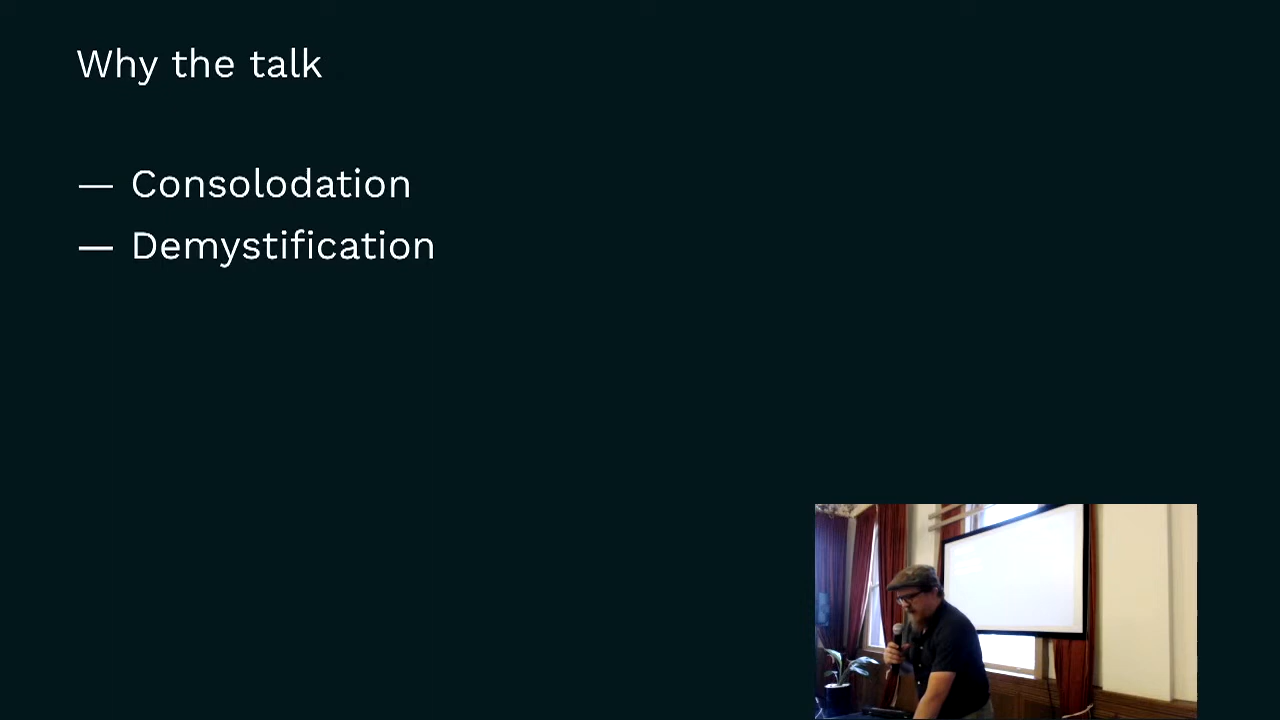 Why the talk
— Consolodation
— Demystification